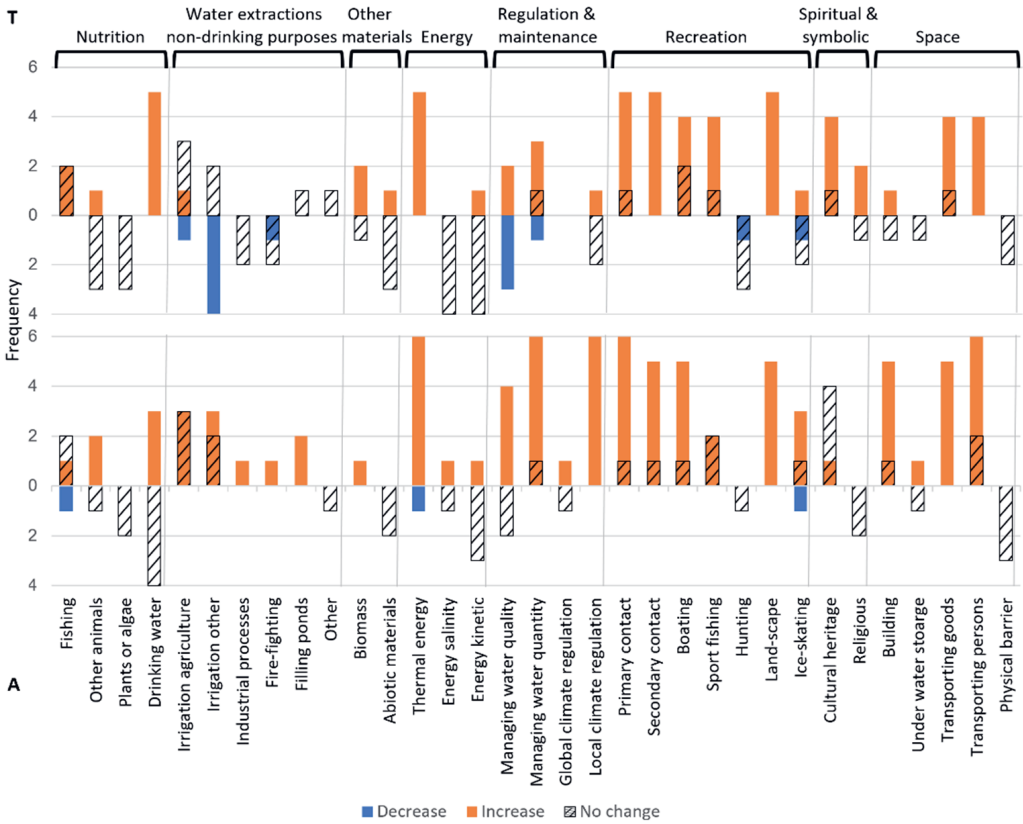 T
Nutrition
Water extractions
non-drinking purposes
Other
materials
Energy
Regulation &
maintenance
Recreation
Spiritual &
symbolic
Space
6
4
2
0
2
4
Frequency
6
4
2
0
2
4
A
Fishing
Other animals
Plants or algae
Drinking water
Irrigation agriculture
Irrigation other
Industrial processes
Fire-fighting
Filling ponds
Other
Biomass
Abiotic materials
Thermal energy
Energy salinity
Energy kinetic
Managing water quality
Managing water quantity
Global climate regulation
Local climate regulation
Primary contact
Secondary contact
Boating
Sport fishing
Hunting
Land-scape
Ice-skating
Cultural heritage
Religious
Building
Under water stoarge
Transporting goods
Transporting persons
Physical barrier
Decrease
Increase
No change